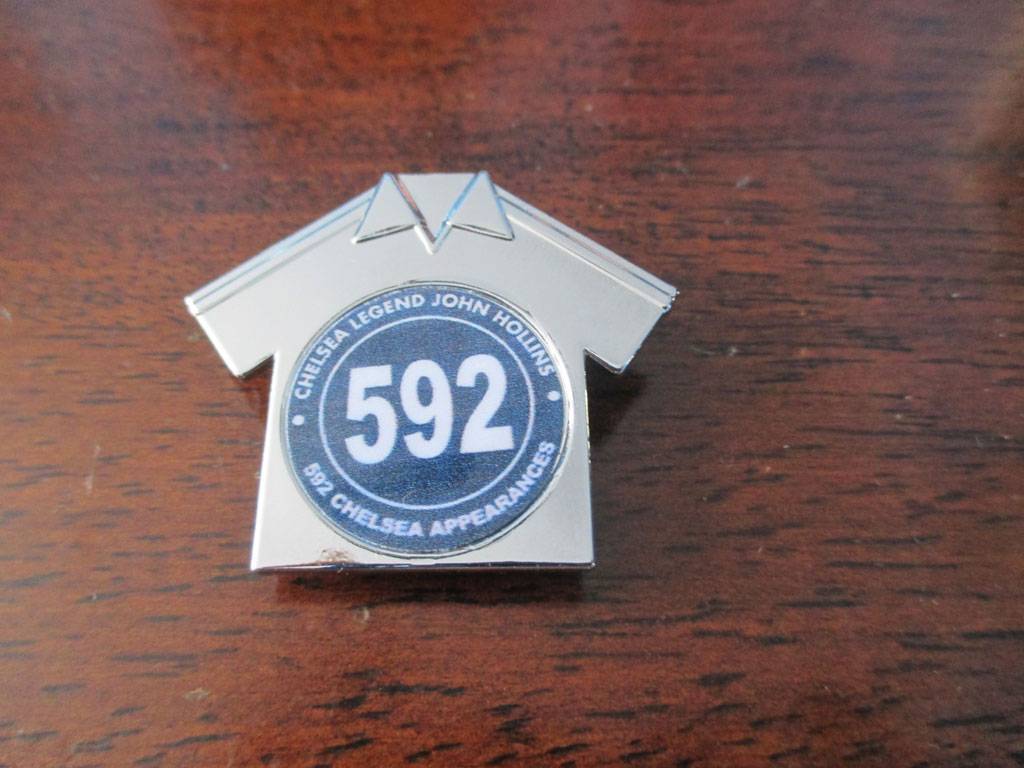 CHELSEA LEGEND JOHN HOLLINS
592
592 CHELSEA APPEARANCES